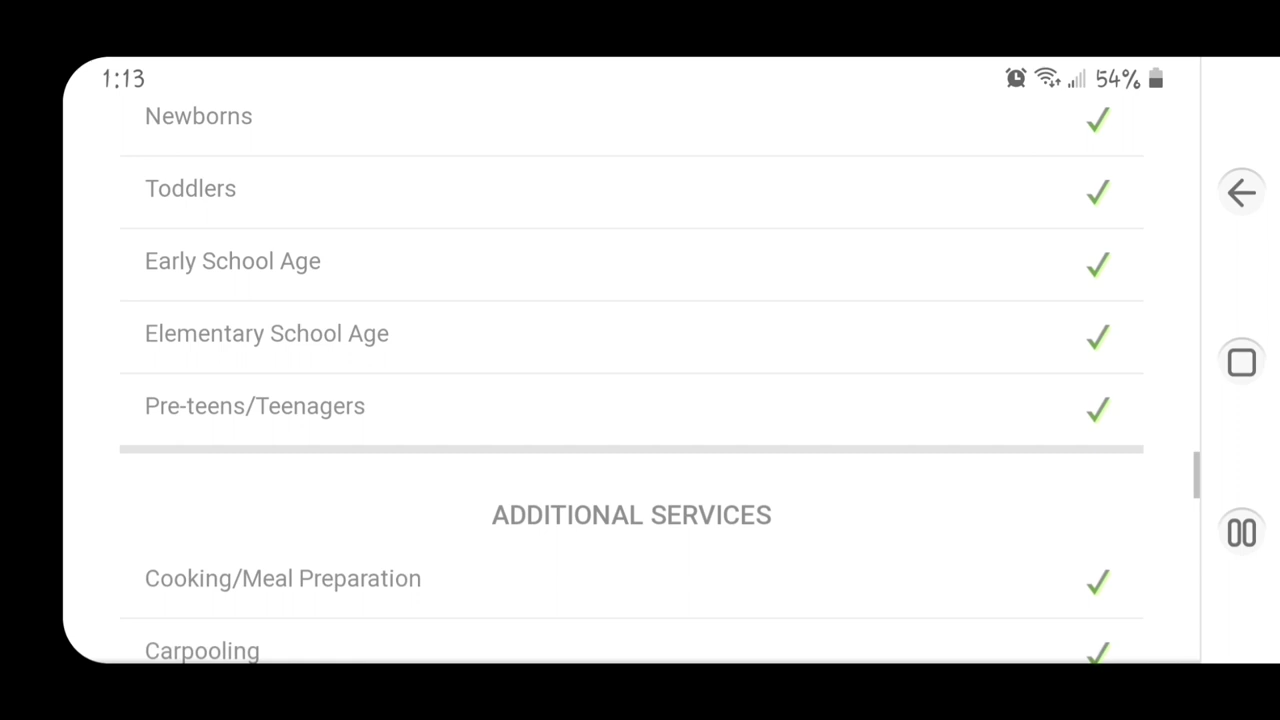 1:13
54%
Newborns
Toddlers
Early School Age
Elementary School Age
Pre-teens/Teenagers
ADDITIONAL SERVICES
Cooking/Meal Preparation
Carpooling